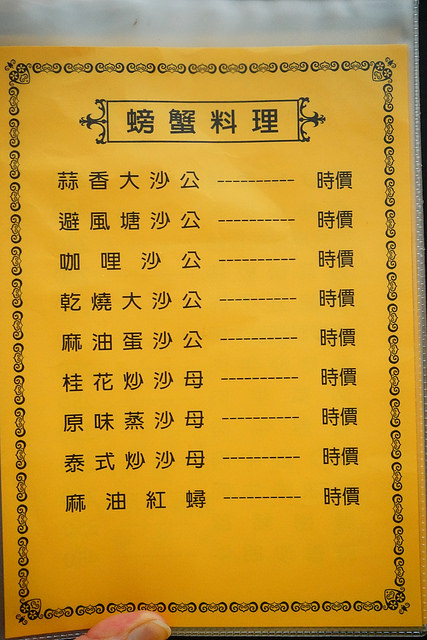 螃蟹料理
蒜香大沙公 ---------- 時價
避風塘沙公 ---------- 時價
咖哩沙公 ---------- 時價
乾燒大沙公 ---------- 時價
麻油蛋沙公 ---------- 時價
桂花炒沙母 ---------- 時價
原味蒸沙母 ---------- 時價
泰式炒沙母 ---------- 時價
麻油紅蟳 ---------- 時價